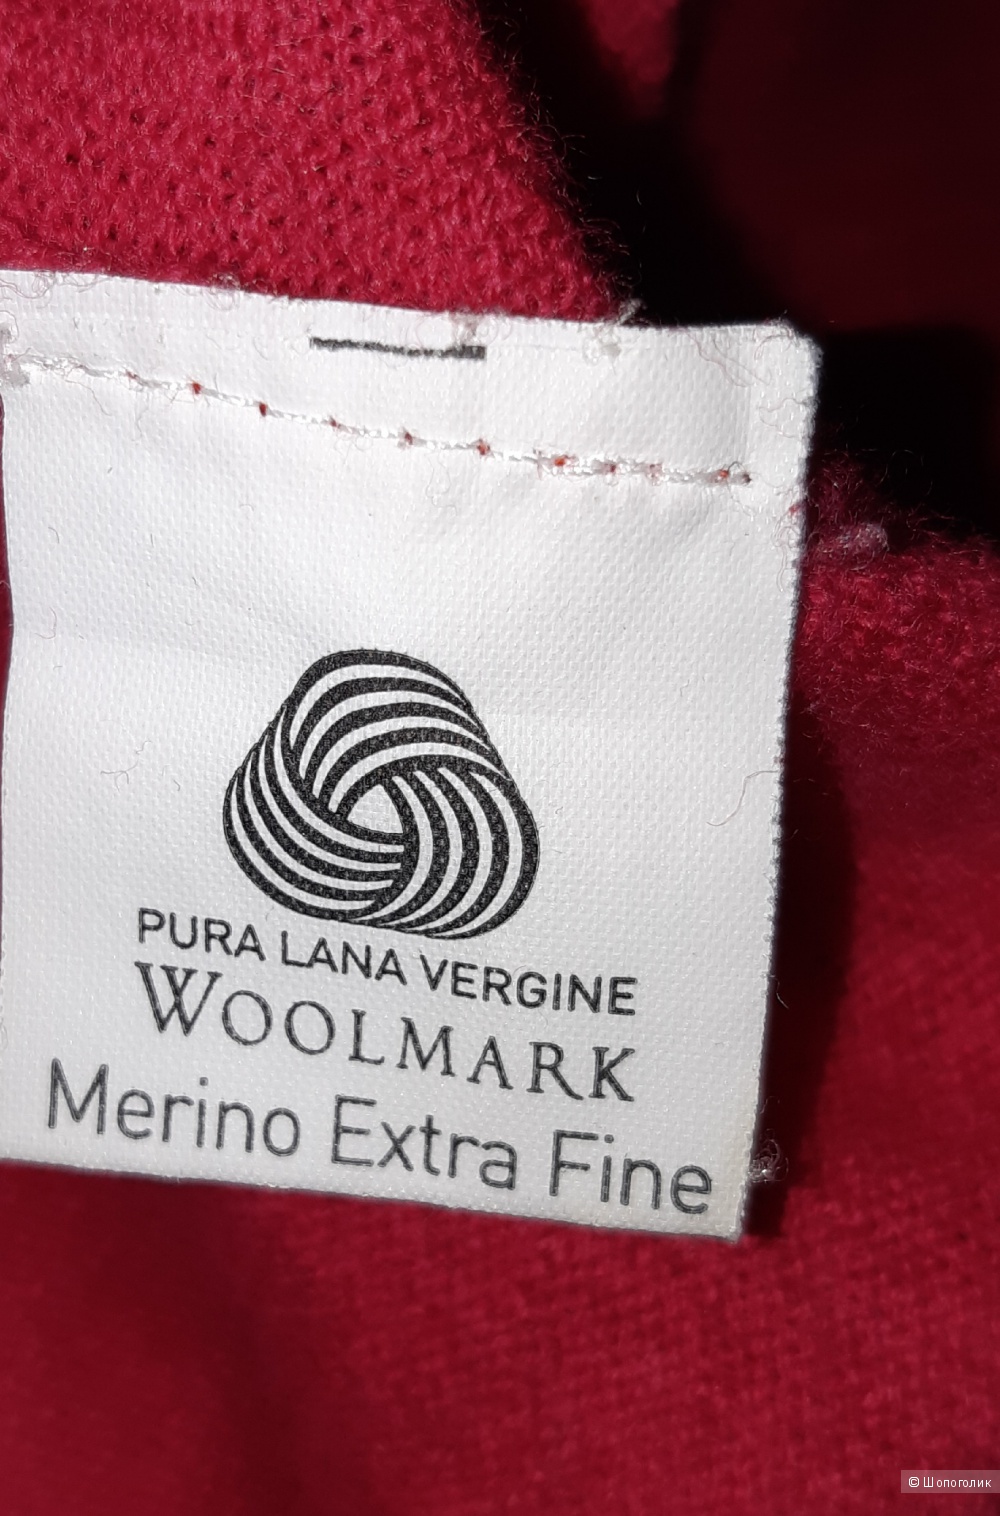 PURA LANA VERGINE
WOOLMARK
Merino Extra Fine
© Шопоголик